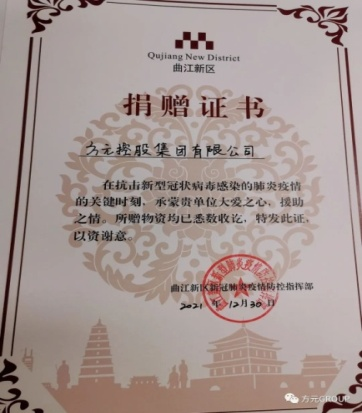 Qujiang New District
曲江新区
捐赠证书
方元控股集团有限公司
在抗击新型冠状病毒感染的肺炎疫情
的关键时刻，承蒙贵单位大爱之心，援助
之情。所赠物资均已悉数收讫，特发此证，
以资谢意。
曲江新区新冠肺炎疫情防控指挥部
2021年12月30日
方元GROUP